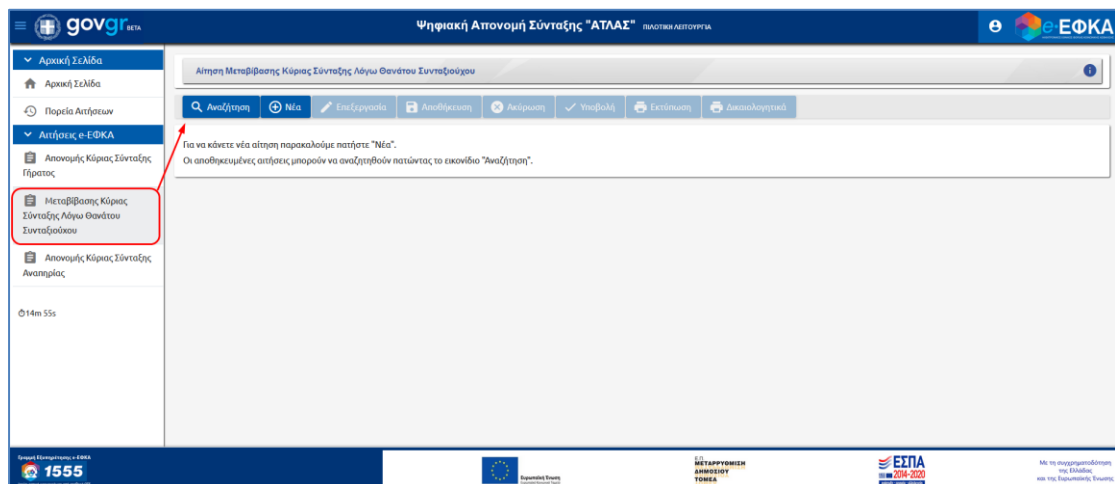 govgr BETA
Ψηφιακή Απονομή Σύνταξης "ΑΤΛΑΣ" ΠΙΛΟΤΙΚΗ ΛΕΙΤΟΥΡΓΙΑ
e-ΕΦΚΑ
Αρχική Σελίδα
Αρχική Σελίδα
Πορεία Αιτήσεων
Αιτήσεις e-ΕΦΚΑ
Απονομής Κύριας Σύνταξης
Γήρατος
Μεταβίβασης Κύριας
Σύνταξης Λόγω Θανάτου
Συνταξιούχου
Απονομής Κύριας Σύνταξης
Αναπηρίας
14m 55s
Αίτηση Μεταβίβασης Κύριας Σύνταξης Λόγω Θανάτου Συνταξιούχου
Αναζήτηση Νέα Επεξεργασία Αποθήκευση Ακύρωση Υποβολή Εκτύπωση Δικαιολογητικά
Για να κάνετε νέα αίτηση παρακαλούμε πατήστε "Νέα".
Οι αποθηκευμένες αιτήσεις μπορούν να αναζητηθούν πατώντας το εικονίδιο "Αναζήτηση".
Γραμμή Εξυπηρέτησης e-ΕΦΚΑ
1555
Ευρωπαϊκή Ένωση
Ε.Π.
ΜΕΤΑΡΡΥΘΜΙΣΗ
ΔΗΜΟΣΙΟΥ
ΤΟΜΕΑ
ΕΣΠΑ
2014-2020
Με τη συγχρηματοδότηση
της Ελλάδας
και της Ευρωπαϊκής Ένωσης